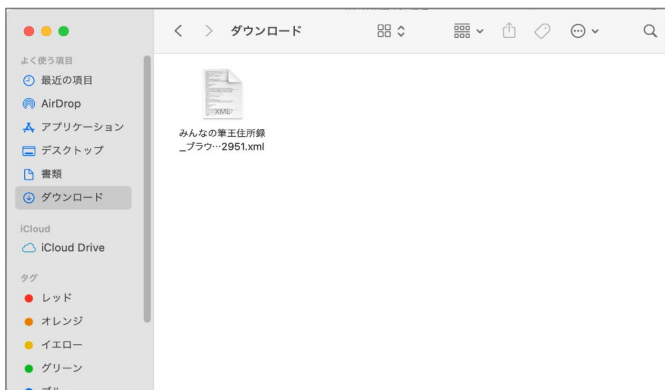 ダウンロード
よく使う項目
最近の項目
AirDrop
アプリケーション
デスクトップ
書類
ダウンロード
iCloud
iCloud Drive
タグ
レッド
オレンジ
イエロー
グリーン
XML
みんなの筆王住所録
_ブラウ…2951.xml